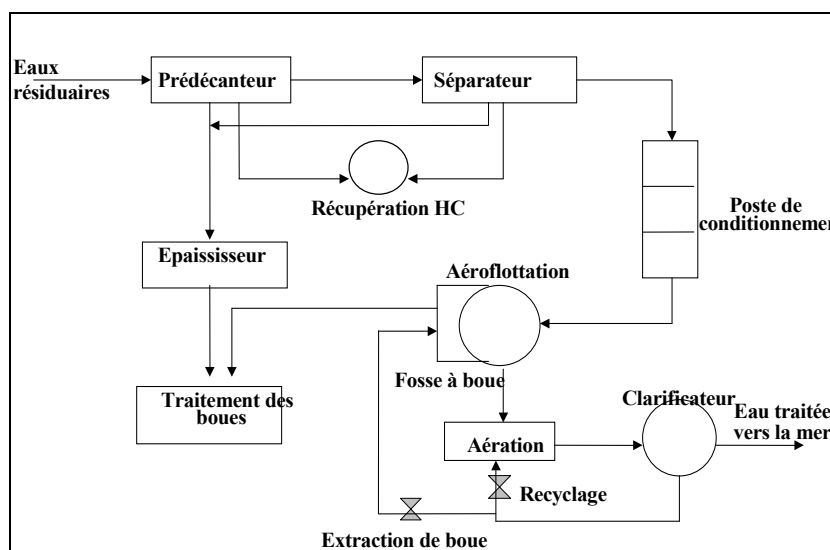 Eaux
résiduaires
Prédécanteur
Séparateur
Récupération HC
Poste de
conditionnemen
Epaississeur
Aéroflottation
Fosse à boue
Traitement des
boues
Clarificateur
Eau traitée
vers la mer
Aération
Recyclage
Extraction de boue